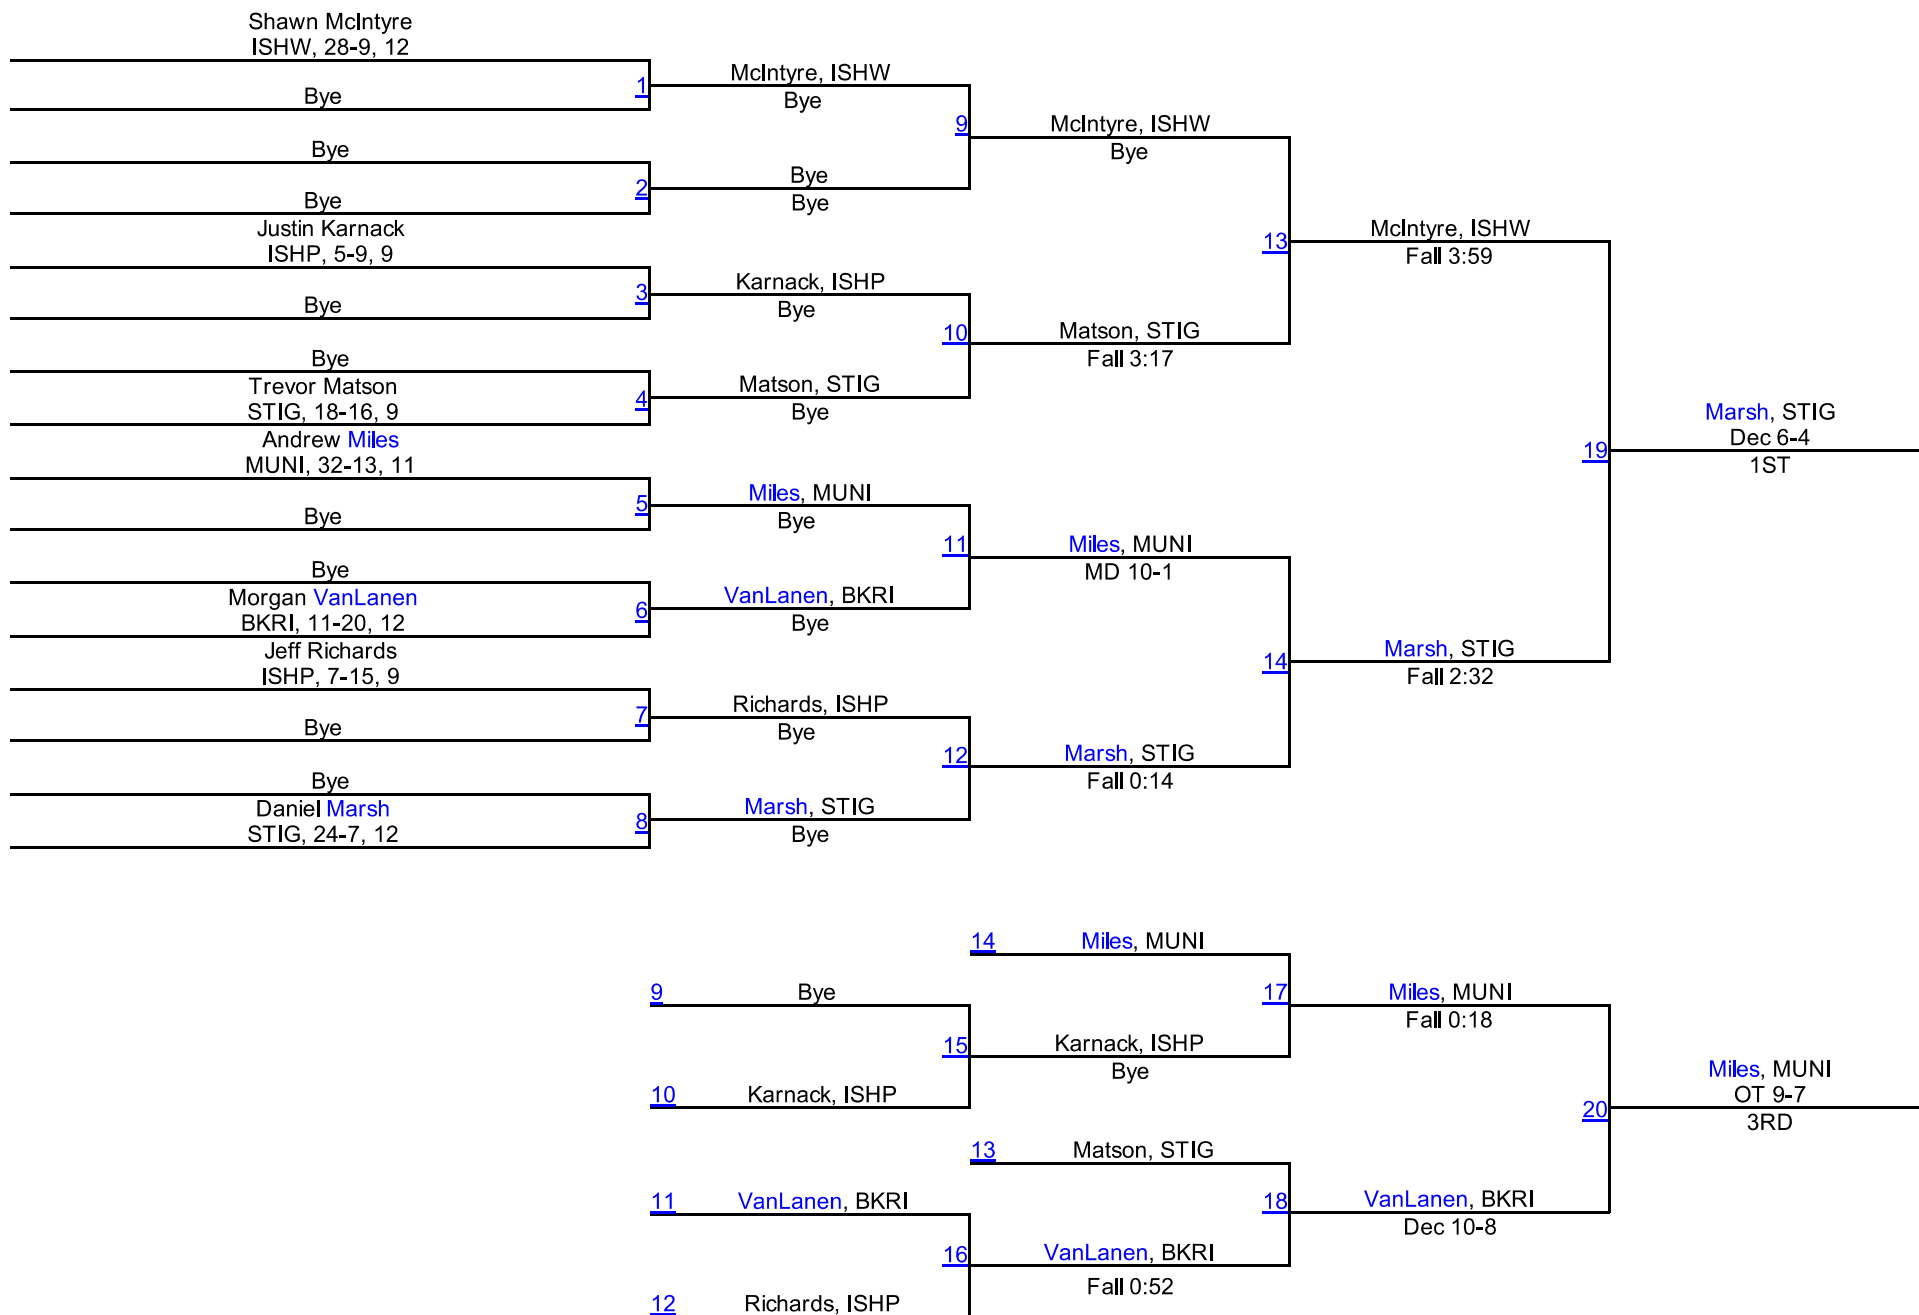 Shawn McIntyre
ISHW, 28-9, 12
Bye
1
Bye
Bye
2
Justin Karnack
ISHP, 5-9, 9
Bye
3
Bye
Trevor Matson
STIG, 18-16, 9
4
Andrew Miles
MUNI, 32-13, 11
Bye
5
Bye
Morgan VanLanen
BKRI, 11-20, 12
6
Jeff Richards
ISHP, 7-15, 9
Bye
7
Bye
Daniel Marsh
STIG, 24-7, 12
8
McIntyre, ISHW
Bye
9
Bye
Bye
Karnack, ISHP
Bye
10
Matson, STIG
Bye
Miles, MUNI
Bye
11
VanLanen, BKRI
Bye
Richards, ISHP
Bye
12
Marsh, STIG
Bye
McIntyre, ISHW
Bye
13
Matson, STIG
Fall 3:17
Miles, MUNI
MD 10-1
14
Marsh, STIG
Fall 0:14
McIntyre, ISHW
Fall 3:59
19
Marsh, STIG
Fall 2:32
Marsh, STIG
Dec 6-4
1ST
14 Miles, MUNI
9 Bye
17
15
Karnack, ISHP
Bye
10 Karnack, ISHP
Miles, MUNI
Fall 0:18
13 Matson, STIG
11 VanLanen, BKRI
18
16
VanLanen, BKRI
Fall 0:52
12 Richards, ISHP
VanLanen, BKRI
Dec 10-8
20
Miles, MUNI
OT 9-7
3RD